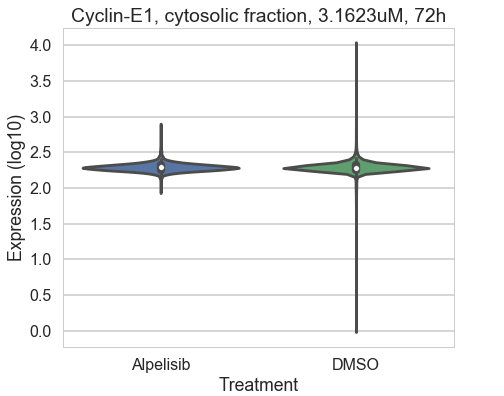 Cyclin-E1, cytosolic fraction, 3.1623uM, 72h
Expression (log10)
4.0
3.5
3.0
2.5
2.0
1.5
1.0
0.5
0.0
Alpelisib
DMSO
Treatment